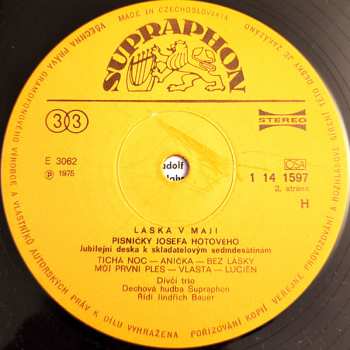 MADE IN CZECHOSLOVAKIA
VŠECHNA PRÁVA GRAMOFONOVÉHO VÝROBCE A VLASTNÍKŮ AUTORSKÝCH PRÁV K DÍLU VYHRAZENA
POŘIZOVÁNÍ KOPIÍ VEŘEJNÉ PROVOZOVÁNÍ A ROZHLASOVÉ VYSÍLÁNÍ TÉTO DESKY JE ZAKÁZÁNO
SUPRAPHON
33
STEREO
E 3062
℗ 1975
OSA
1 14 1597
2. strana
H
LÁSKA V MÁJI
PÍSNIČKY JOSEFA HOTOVÉHO
Jubilejní deska k skladatelovým sedmdesátinám
TICHÁ NOC — ANIČKA — BEZ LÁSKY
MŮJ PRVNÍ PLES — VLASTA — LUCIEN
Dívčí trio
Dechová hudba Supraphon
Řídí Jindřich Bauer